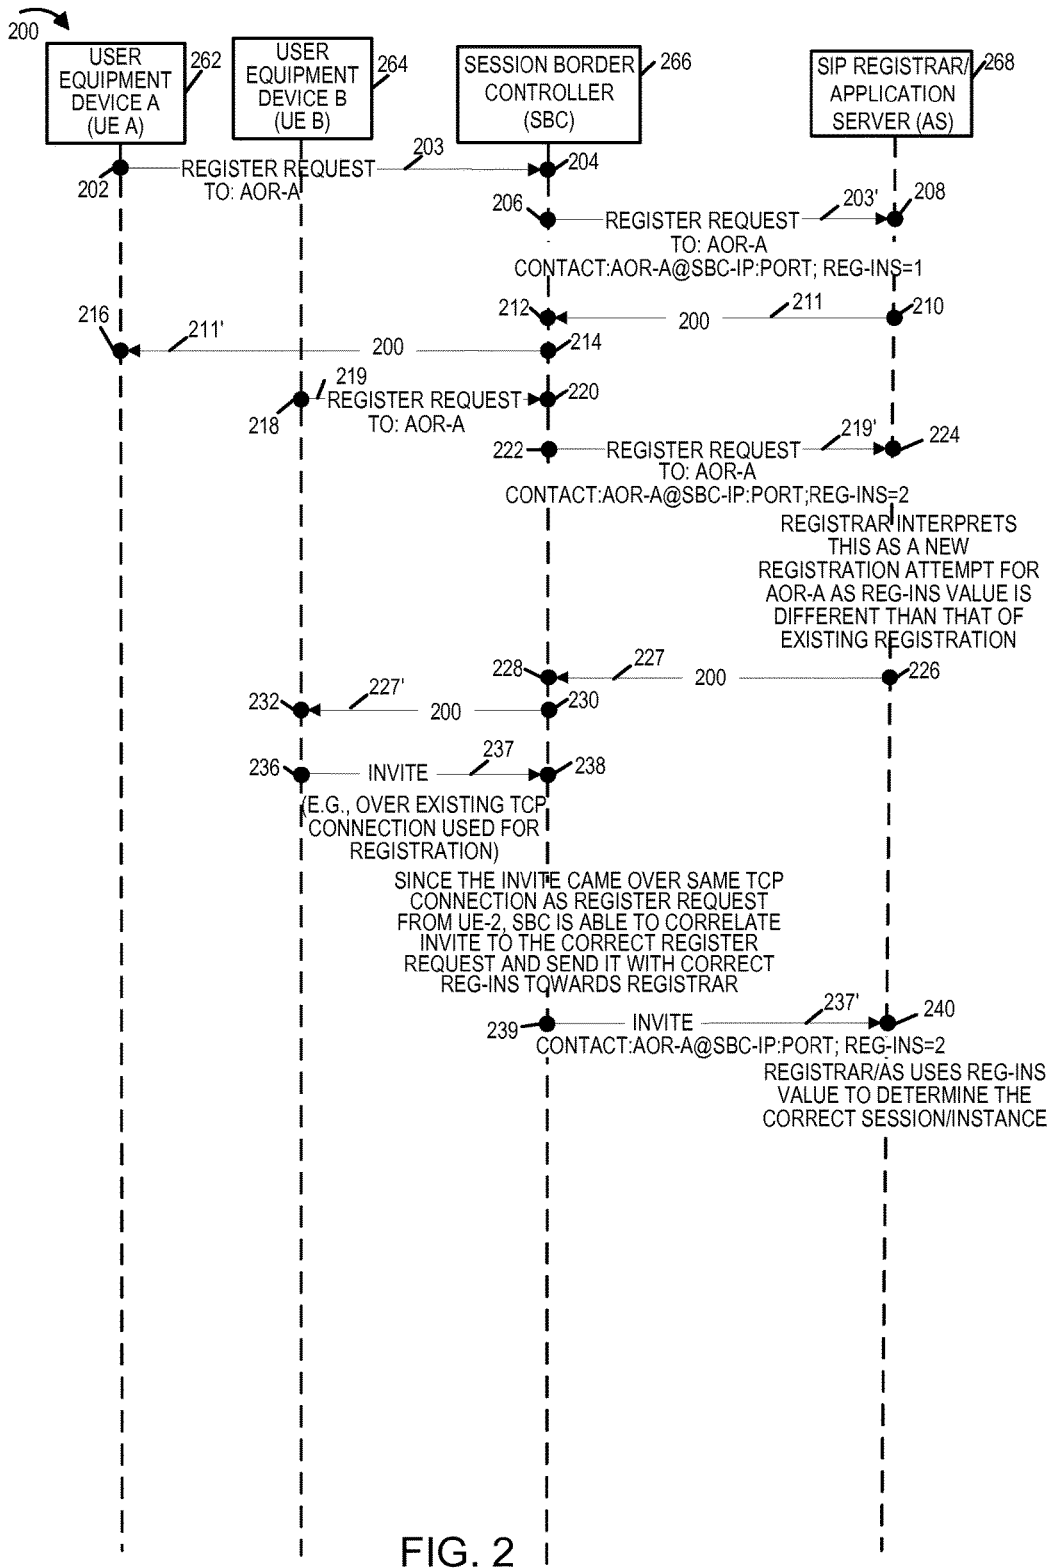 200
USER
EQUIPMENT
DEVICE A
(UE A)
262
USER
EQUIPMENT
DEVICE B
(UE B)
264
SESSION BORDER
CONTROLLER
(SBC)
266
SIP REGISTRAR/
APPLICATION
SERVER (AS)
268
202
REGISTER REQUEST
TO: AOR-A
203
204
206
REGISTER REQUEST
TO: AOR-A
CONTACT:AOR-A@SBC-IP:PORT; REG-INS=1
203'
208
212
200
211
210
216
211'
200
214
218
219
REGISTER REQUEST
TO: AOR-A
220
222
REGISTER REQUEST
TO: AOR-A
CONTACT:AOR-A@SBC-IP:PORT;REG-INS=2
219'
224
REGISTRAR INTERPRETS
THIS AS A NEW
REGISTRATION ATTEMPT FOR
AOR-A AS REG-INS VALUE IS
DIFFERENT THAN THAT OF
EXISTING REGISTRATION
228
227
200
226
232
227'
200
230
236
INVITE
237
238
(E.G., OVER EXISTING TCP
CONNECTION USED FOR
REGISTRATION)
SINCE THE INVITE CAME OVER SAME TCP
CONNECTION AS REGISTER REQUEST
FROM UE-2, SBC IS ABLE TO CORRELATE
INVITE TO THE CORRECT REGISTER
REQUEST AND SEND IT WITH CORRECT
REG-INS TOWARDS REGISTRAR
239
INVITE
237'
240
CONTACT:AOR-A@SBC-IP:PORT; REG-INS=2
REGISTRAR/AS USES REG-INS
VALUE TO DETERMINE THE
CORRECT SESSION/INSTANCE
FIG. 2